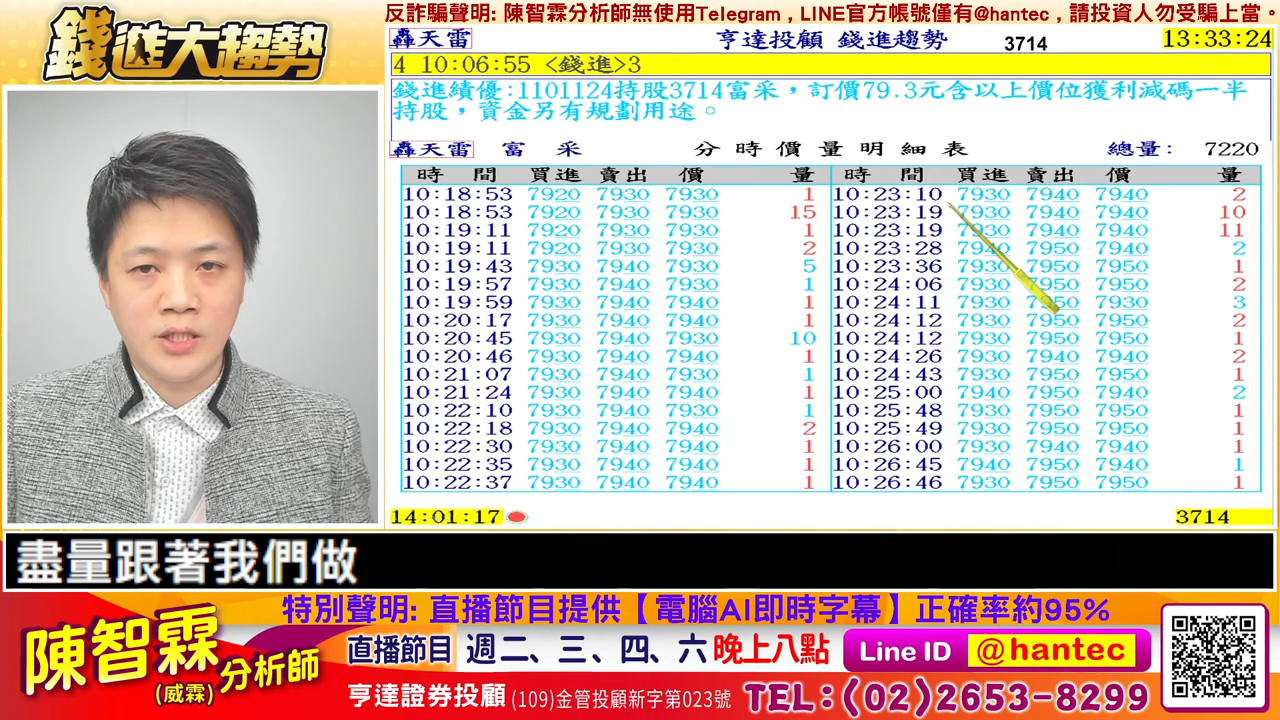 錢進大趨勢
反詐騙聲明: 陳智霖分析師無使用Telegram , LINE官方帳號僅有@hantec , 請投資人勿受騙上當。
轟天雷 亨達投顧 錢進趨勢 3714 13:33:24
4 10:06:55 <錢進>3
錢進績優:1101124持股3714富采，訂價79.3元含以上價位獲利減碼一半
持股，資金另有規劃用途。
轟天雷 富 采 分 時 價 量 明 細 表 總量: 7220
時 間 買進 賣出 價 量 時 間 買進 賣出 價 量
10:18:53 7920 7930 7930 1 10:23:10 7930 7940 7940 2
10:18:53 7920 7930 7930 15 10:23:19 7930 7940 7940 10
10:19:11 7920 7930 7930 1 10:23:19 7930 7940 7940 11
10:19:11 7920 7930 7930 2 10:23:28 7940 7950 7940 2
10:19:43 7930 7940 7930 5 10:23:36 7930 7950 7950 1
10:19:57 7930 7940 7930 1 10:24:06 7930 7950 7950 2
10:19:59 7930 7940 7940 1 10:24:11 7930 7950 7930 3
10:20:17 7930 7940 7940 1 10:24:12 7930 7950 7950 2
10:20:45 7930 7940 7930 10 10:24:12 7930 7950 7950 1
10:20:46 7930 7940 7940 1 10:24:26 7930 7940 7940 2
10:21:07 7930 7940 7930 1 10:24:43 7930 7950 7950 1
10:21:24 7930 7940 7940 1 10:25:00 7940 7950 7940 2
10:22:10 7930 7940 7930 1 10:25:48 7930 7950 7950 1
10:22:18 7930 7940 7940 2 10:25:49 7930 7950 7950 1
10:22:30 7930 7940 7940 1 10:26:00 7930 7940 7940 1
10:22:35 7930 7940 7940 1 10:26:45 7940 7950 7940 1
10:22:37 7930 7940 7940 1 10:26:46 7930 7950 7950 1
14:01:17 3714
盡量跟著我們做
特別聲明: 直播節目提供【電腦AI即時字幕】正確率約95%
陳智霖 (威霖) 分析師
直播節目 週二、三、四、六 晚上八點 Line ID @hantec
亨達證券投顧 (109)金管投顧新字第023號 TEL:(02)2653-8299